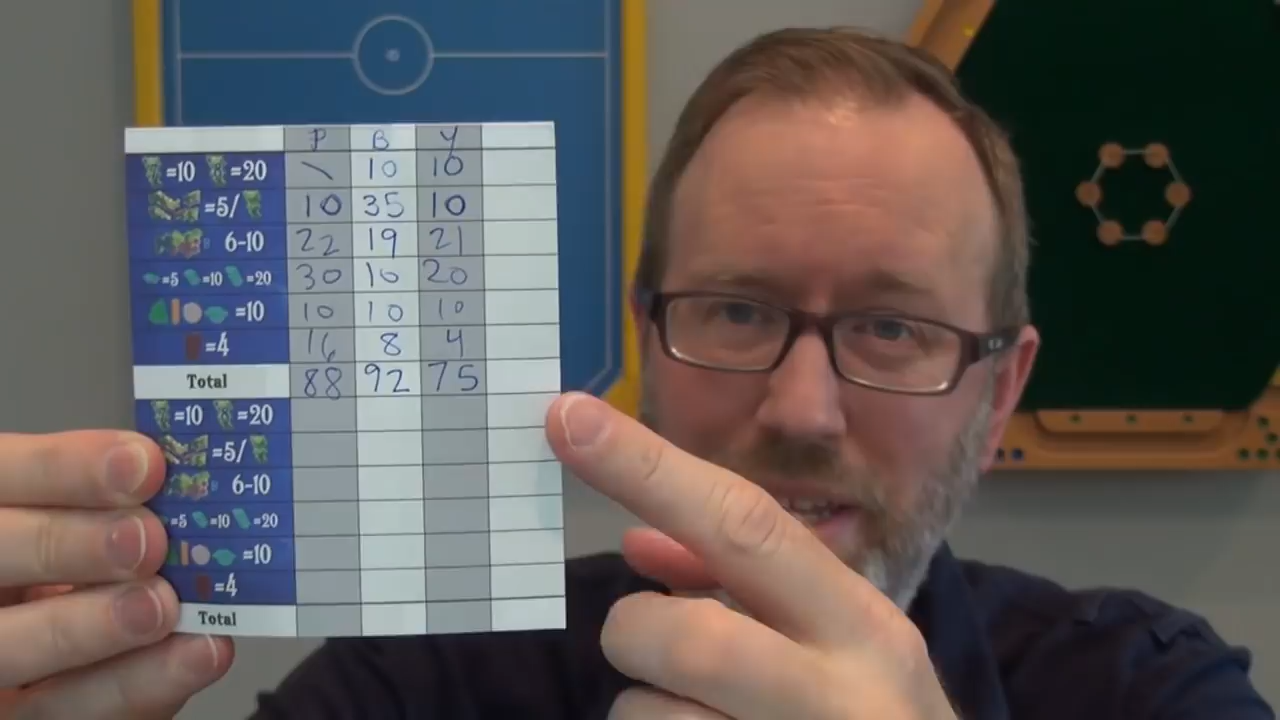 P B Y
=10 =20 \ 10 10
=5/ 10 35 10
6-10 22 19 21
=5 =10 =20 30 10 20
=10 10 10 10
=4 16 8 4
Total 88 92 75
=10 =20
=5/
6-10
=5 =10 =20
=10
=4
Total